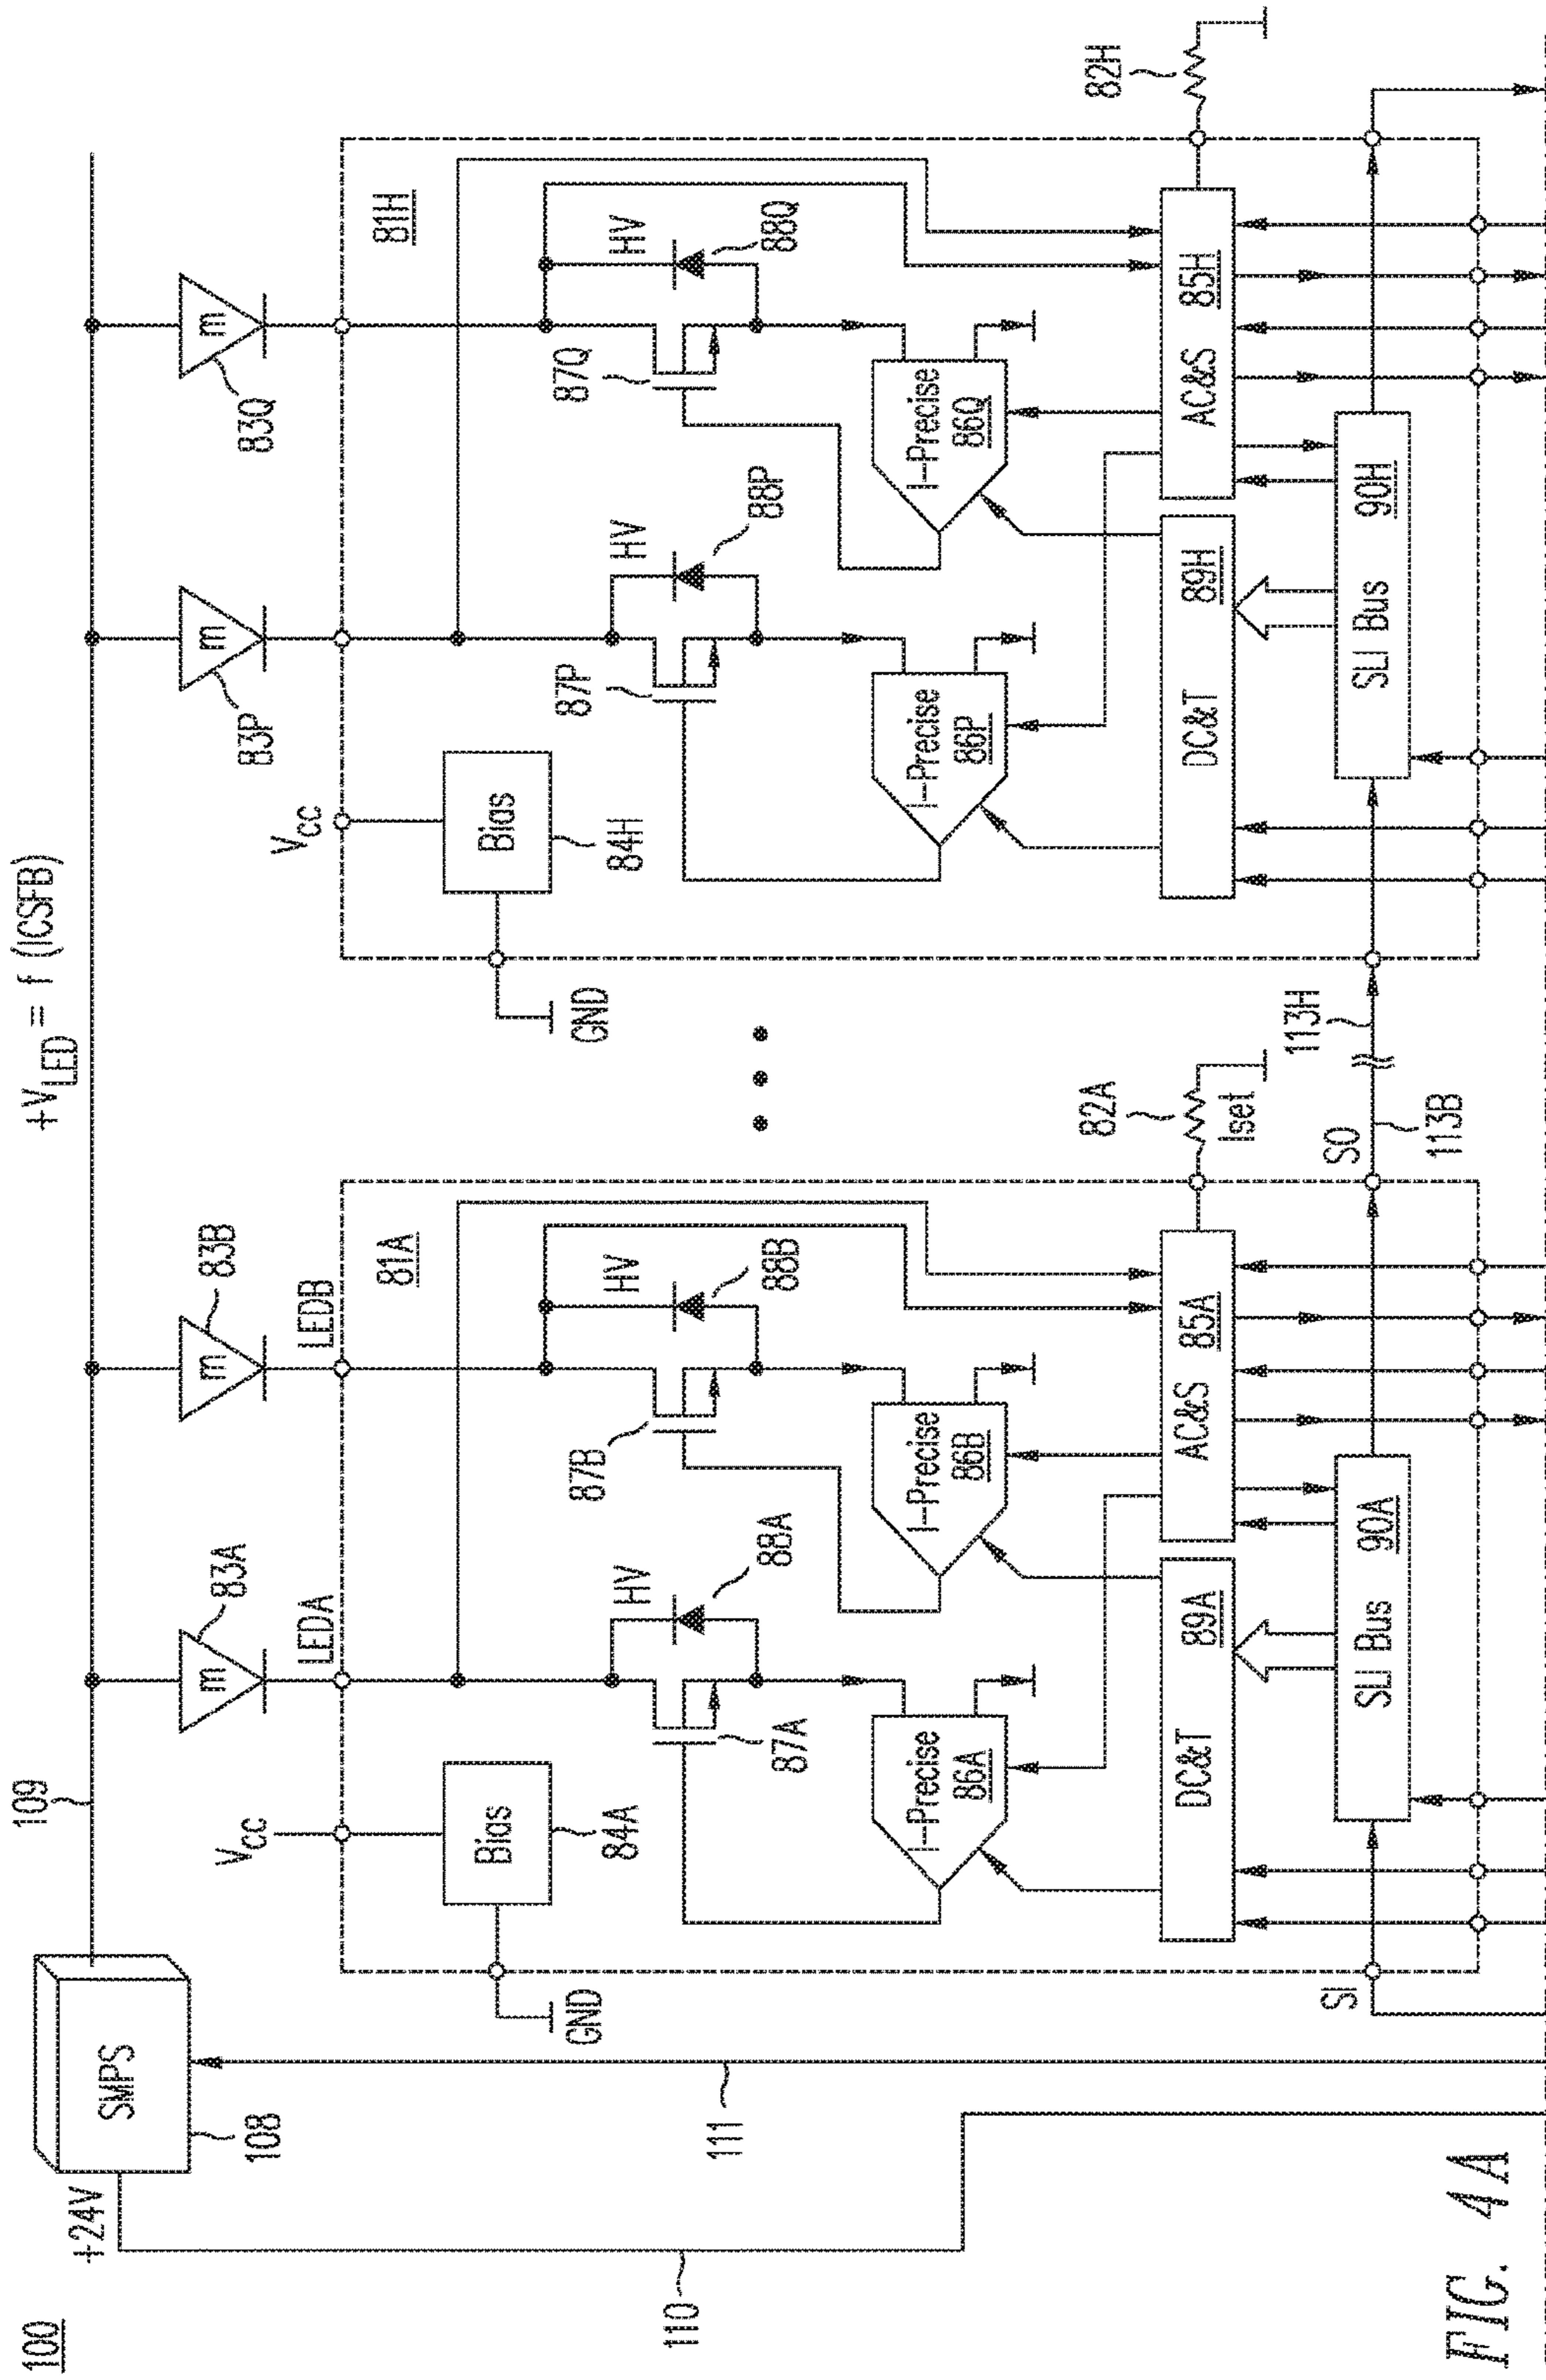 100
+24V
SMPS
108
109
+VLED = f (ICSFB)
110
111
83A
83B
83P
83Q
m
m
m
m
VCC
LEDA
LEDB
81A
GND
Bias
84A
87A
HV
88A
87B
HV
88B
I-Precise
86A
I-Precise
86B
DC&T
89A
AC&S
85A
82A
Iset
SI
SLI Bus
90A
SO
113B
113H
VCC
81H
GND
Bias
84H
87P
HV
88P
87Q
HV
88Q
I-Precise
86P
I-Precise
86Q
DC&T
89H
AC&S
85H
82H
SLI Bus
90H
FIG. 4A